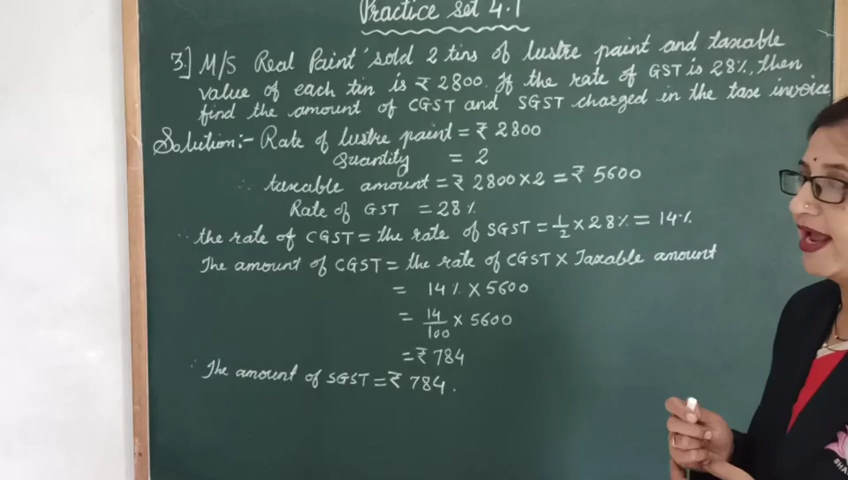 Practice Set 4.1
3.] M/S Real Paint sold 2 tins of lustre paint and taxable
value of each tin is ₹ 2800. If the rate of GST is 28%, then
find the amount of CGST and SGST charged in the tax invoice
Solution:- Rate of lustre paint = ₹ 2800
Quantity = 2
∴ taxable amount = ₹ 2800 × 2 = ₹ 5600
Rate of GST = 28%
∴ the rate of CGST = the rate of SGST = 1/2 × 28% = 14%
The amount of CGST = the rate of CGST × Taxable amount
= 14% × 5600
= 14/100 × 5600
= ₹ 784
∴ The amount of SGST = ₹ 784.